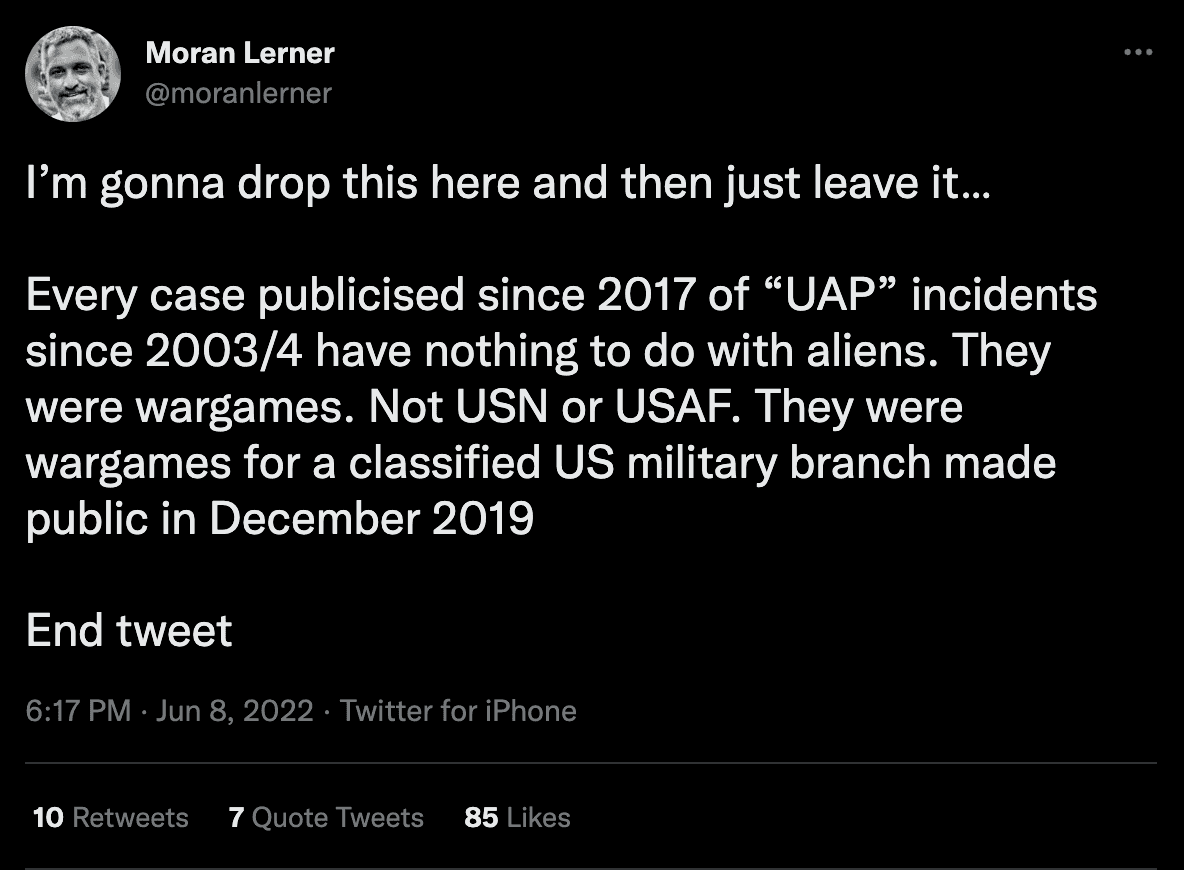 Moran Lerner
@moranlerner
I’m gonna drop this here and then just leave it...
Every case publicised since 2017 of “UAP” incidents
since 2003/4 have nothing to do with aliens. They
were wargames. Not USN or USAF. They were
wargames for a classified US military branch made
public in December 2019
End tweet
6:17 PM · Jun 8, 2022 · Twitter for iPhone
10 Retweets 7 Quote Tweets 85 Likes